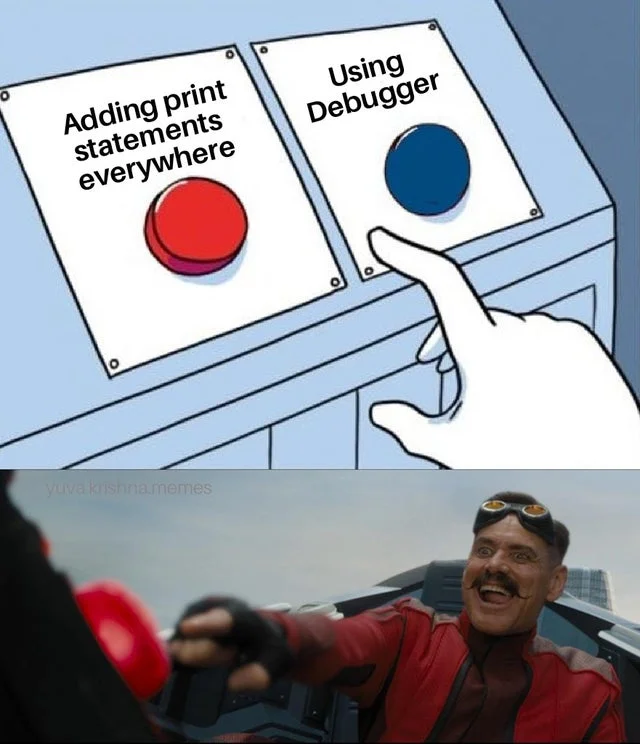 Adding print
statements
everywhere
Using
Debugger
yuva.krishna.memes